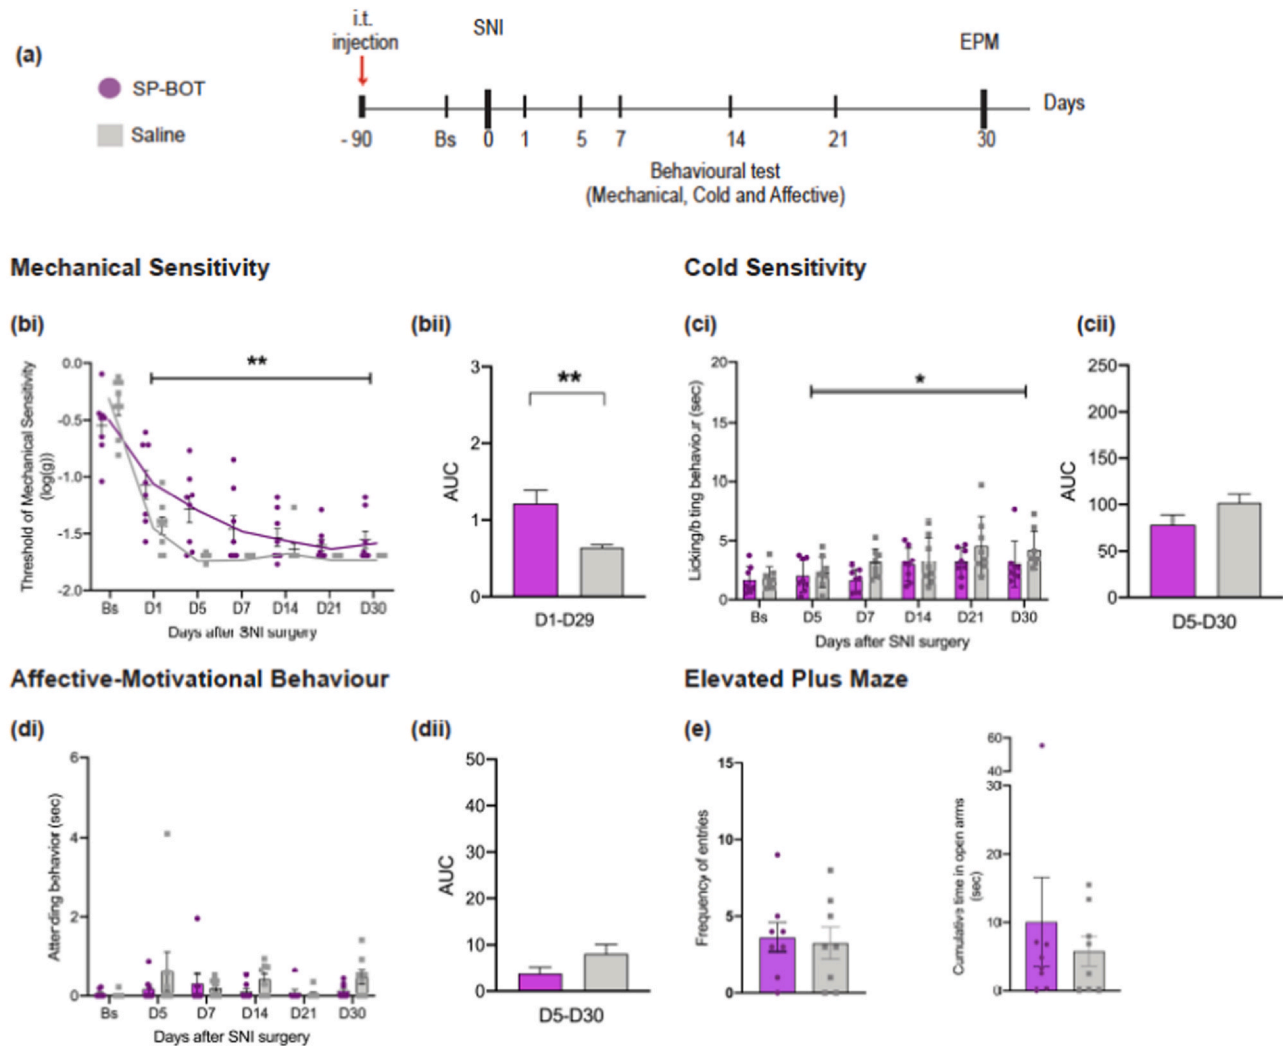 (a)
SP-BOT
Saline
i.t.
injection
SNI
EPM
Days
- 90
Bs
0
1
5
7
14
21
30
Behavioural test
(Mechanical, Cold and Affective)
Mechanical Sensitivity
Cold Sensitivity
(bi)
Threshold of Mechanical Sensitivity
(log(g))
0.0
-0.5
-1.0
-1.5
-2.0
**
Bs D1 D5 D7 D14 D21 D30
Days after SNI surgery
(bii)
AUC
3
2
1
0
**
D1-D29
(ci)
Licking/biting behaviour (sec)
20
15
10
5
0
*
Bs D5 D7 D14 D21 D30
Days after SNI surgery
(cii)
AUC
250
200
150
100
50
0
D5-D30
Affective-Motivational Behaviour
Elevated Plus Maze
(di)
behavior (sec)
6
4
2
0
Bs D5 D7 D14 D21 D30
Days after SNI surgery
(dii)
AUC
50
40
30
20
10
0
D5-D30
(e)
Frequency of entries
15
10
5
0
Cumulative time in open arms
(sec)
60
40
30
20
10
0